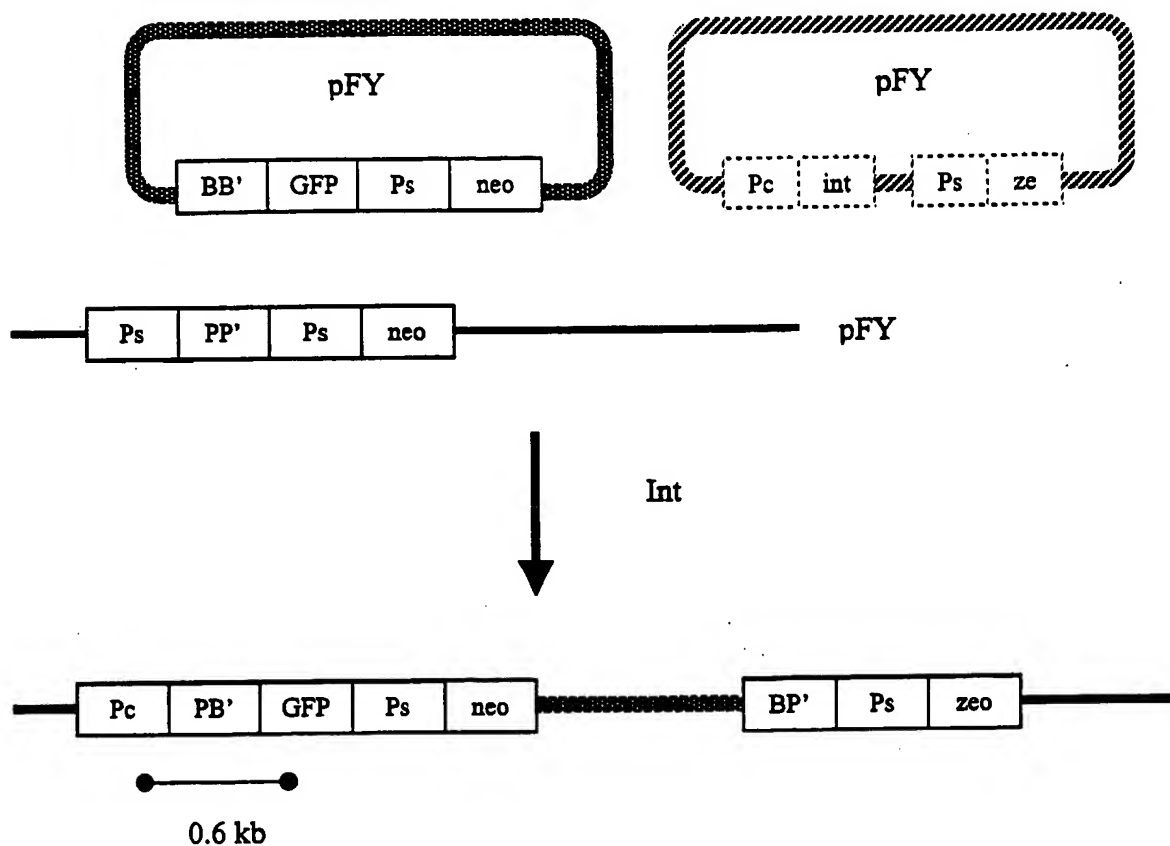 pFY
pFY
BB' GFP Ps neo
Pc int Ps ze
Ps PP' Ps neo
pFY
Int
Pc PB' GFP Ps neo
BP' Ps zeo
0.6 kb